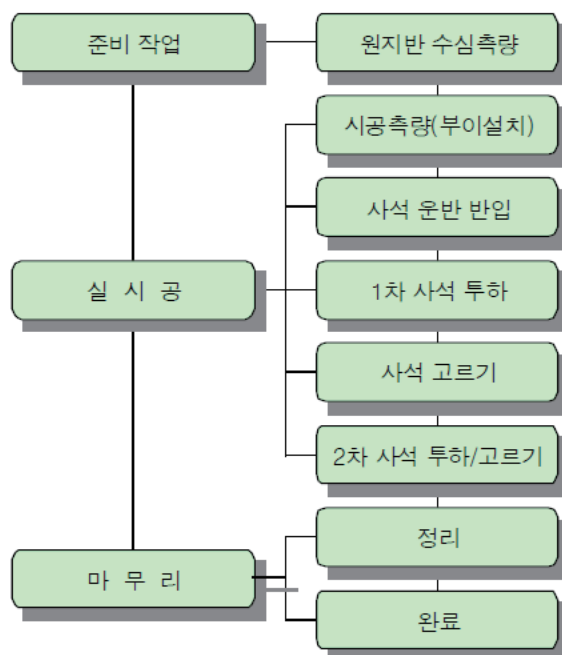 준비 작업
원지반 수심측량
시공측량(부이설치)
사석 운반 반입
실 시 공
1차 사석 투하
사석 고르기
2차 사석 투하/고르기
정리
마 무 리
완료